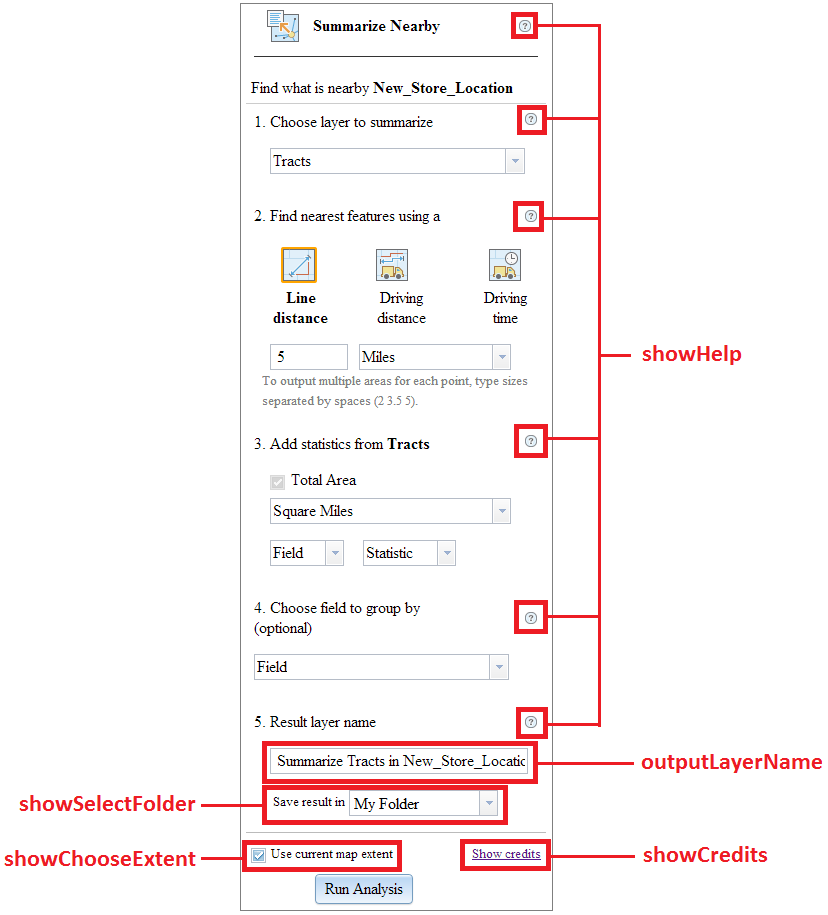 Summarize Nearby
?
Find what is nearby New_Store_Location
1. Choose layer to summarize
?
Tracts
2. Find nearest features using a
?
Line distance
Driving distance
Driving time
5
Miles
To output multiple areas for each point, type sizes
separated by spaces (2 3.5 5).
showHelp
3. Add statistics from Tracts
?
Total Area
Square Miles
Field
Statistic
4. Choose field to group by
(optional)
?
Field
5. Result layer name
?
Summarize Tracts in New_Store_Locatio
outputLayerName
showSelectFolder
Save result in
My Folder
showChooseExtent
Use current map extent
Show credits
showCredits
Run Analysis